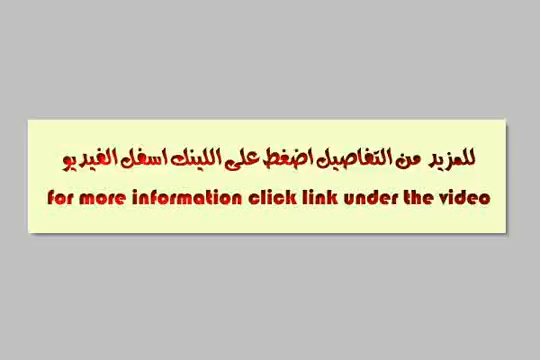 للمزيد من التفاصيل اضغط على اللينك اسفل الفيديو
for more information click link under the video